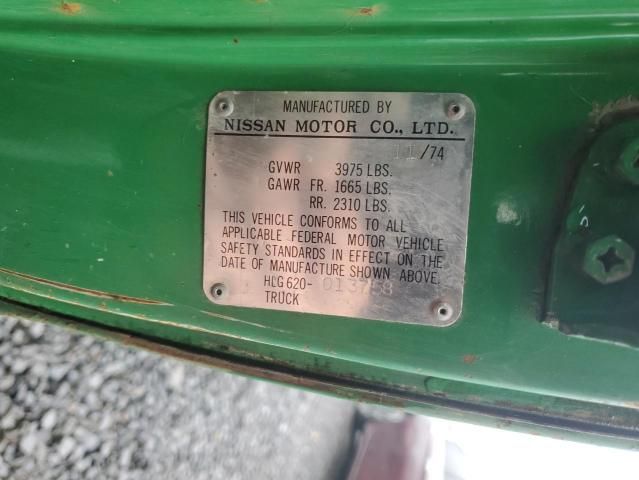 MANUFACTURED BY
NISSAN MOTOR CO., LTD.
11/74
GVWR 3975 LBS.
GAWR FR. 1665 LBS.
RR. 2310 LBS.
THIS VEHICLE CONFORMS TO ALL
APPLICABLE FEDERAL MOTOR VEHICLE
SAFETY STANDARDS IN EFFECT ON THE
DATE OF MANUFACTURE SHOWN ABOVE.
HLG620-
TRUCK